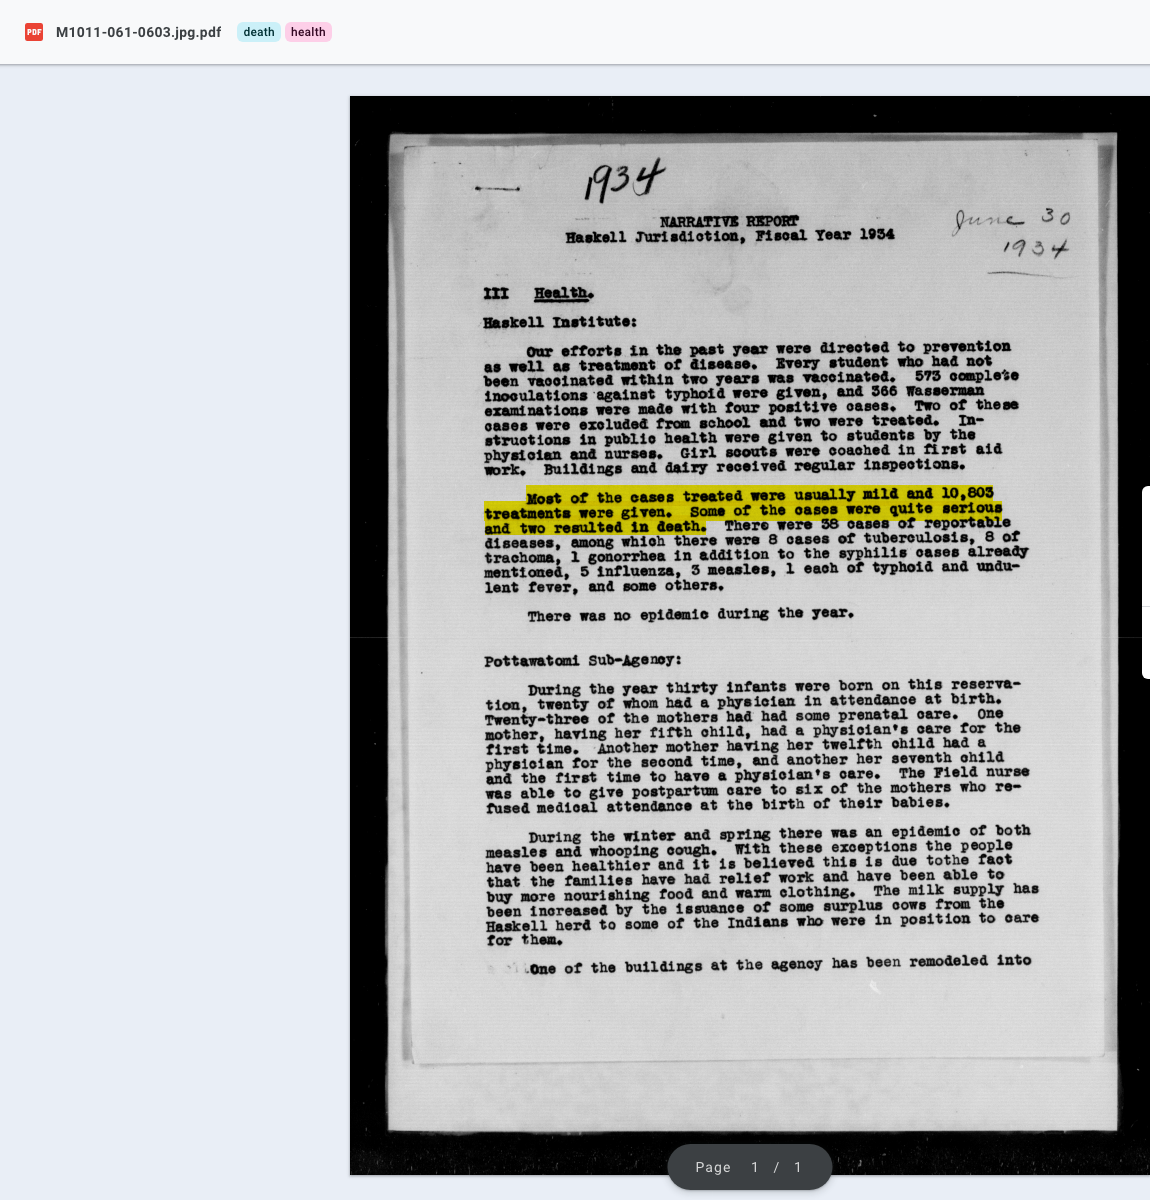 PDF M1011-061-0603.jpg.pdf death health
1934
June 30
1934
NARRATIVE REPORT
Haskell Jurisdiction, Fiscal Year 1934
III Health.
Haskell Institute:
Our efforts in the past year were directed to prevention
as well as treatment of disease. Every student who had not
been vaccinated within two years was vaccinated. 573 complete
inoculations against typhoid were given, and 366 Wasserman
examinations were made with four positive cases. Two of these
cases were excluded from school and two were treated. In-
structions in public health were given to students by the
physician and nurses. Girl scouts were coached in first aid
work. Buildings and dairy received regular inspections.
Most of the cases treated were usually mild and 10,803
treatments were given. Some of the cases were quite serious
and two resulted in death. There were 38 cases of reportable
diseases, among which there were 8 cases of tuberculosis, 8 of
trachoma, 1 gonorrhea in addition to the syphilis cases already
mentioned, 5 influenza, 3 measles, 1 each of typhoid and undu-
lent fever, and some others.
There was no epidemic during the year.
Pottawatomi Sub-Agency:
During the year thirty infants were born on this reserva-
tion, twenty of whom had a physician in attendance at birth.
Twenty-three of the mothers had had some prenatal care. One
mother, having her fifth child, had a physician's care for the
first time. Another mother having her twelfth child had a
physician for the second time, and another her seventh child
and the first time to have a physician's care. The Field nurse
was able to give postpartum care to six of the mothers who re-
fused medical attendance at the birth of their babies.
During the winter and spring there was an epidemic of both
measles and whooping cough. With these exceptions the people
have been healthier and it is believed this is due tothe fact
that the families have had relief work and have been able to
buy more nourishing food and warm clothing. The milk supply has
been increased by the issuance of some surplus cows from the
Haskell herd to some of the Indians who were in position to care
for them.
One of the buildings at the agency has been remodeled into
Page 1 / 1